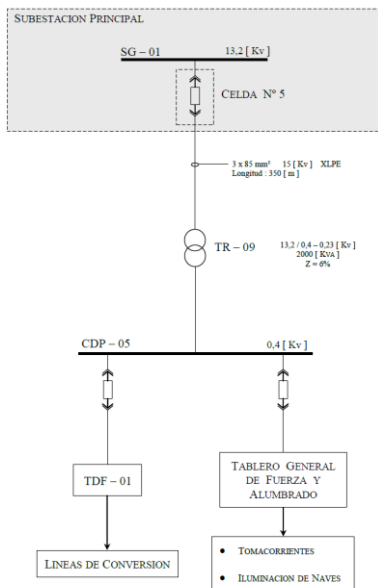 SUBESTACION PRINCIPAL
SG – 01 13,2 [ Kv ]
CELDA Nº 5
3 x 85 mm² 15 [ Kv ] XLPE
Longitud : 350 [ m ]
TR – 09
13,2 / 0,4 – 0,23 [ Kv ]
2000 [ KVA ]
Z = 6%
CDP – 05 0,4 [ Kv ]
TDF – 01
TABLERO GENERAL
DE FUERZA Y
ALUMBRADO
LINEAS DE CONVERSION
• TOMACORRIENTES
• ILUMINACION DE NAVES